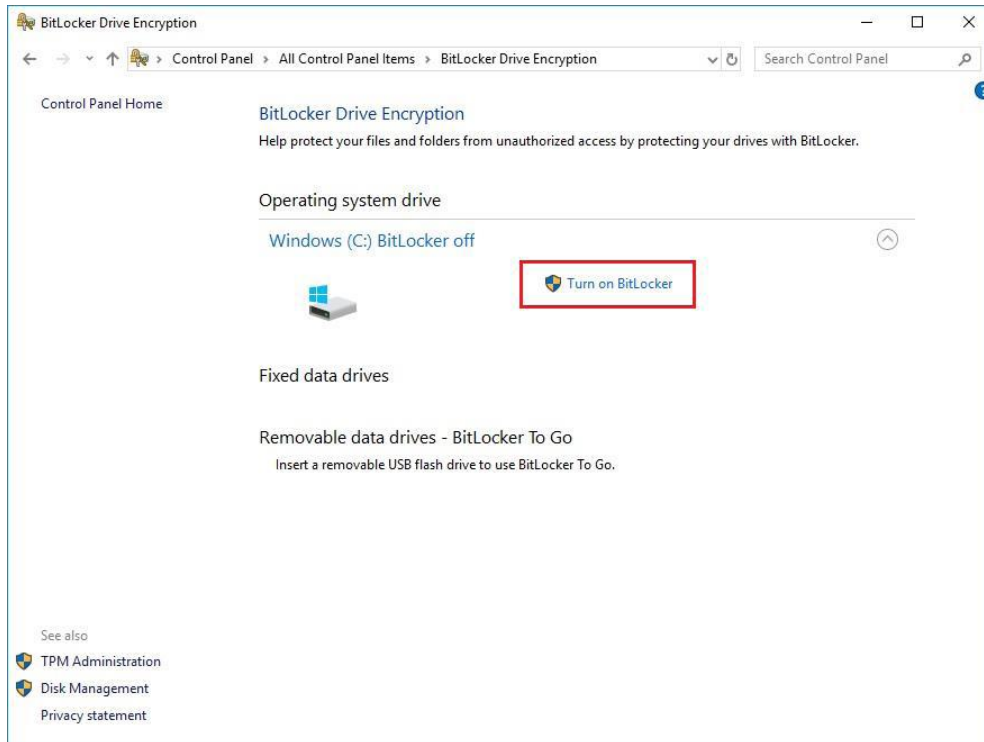 BitLocker Drive Encryption
Control Panel > All Control Panel Items > BitLocker Drive Encryption
Search Control Panel
Control Panel Home
BitLocker Drive Encryption
Help protect your files and folders from unauthorized access by protecting your drives with BitLocker.
Operating system drive
Windows (C:) BitLocker off
Turn on BitLocker
Fixed data drives
Removable data drives - BitLocker To Go
Insert a removable USB flash drive to use BitLocker To Go.
See also
TPM Administration
Disk Management
Privacy statement